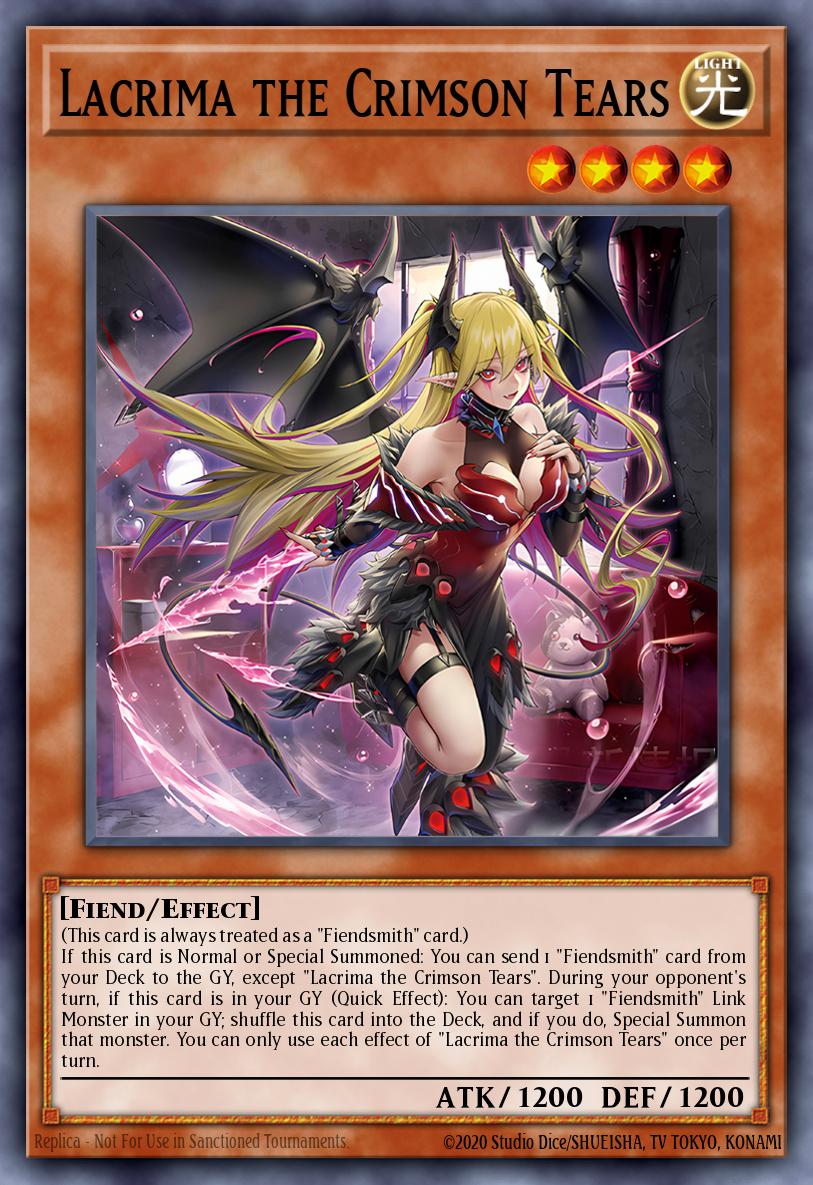 Lacrima the Crimson Tears
LIGHT
光
[Fiend/Effect]
(This card is always treated as a "Fiendsmith" card.)
If this card is Normal or Special Summoned: You can send 1 "Fiendsmith" card from
your Deck to the GY, except "Lacrima the Crimson Tears". During your opponent's
turn, if this card is in your GY (Quick Effect): You can target 1 "Fiendsmith" Link
Monster in your GY; shuffle this card into the Deck, and if you do, Special Summon
that monster. You can only use each effect of "Lacrima the Crimson Tears" once per
turn.
ATK/1200 DEF/1200
Replica - Not For Use in Sanctioned Tournaments.
©2020 Studio Dice/SHUEISHA, TV TOKYO, KONAMI